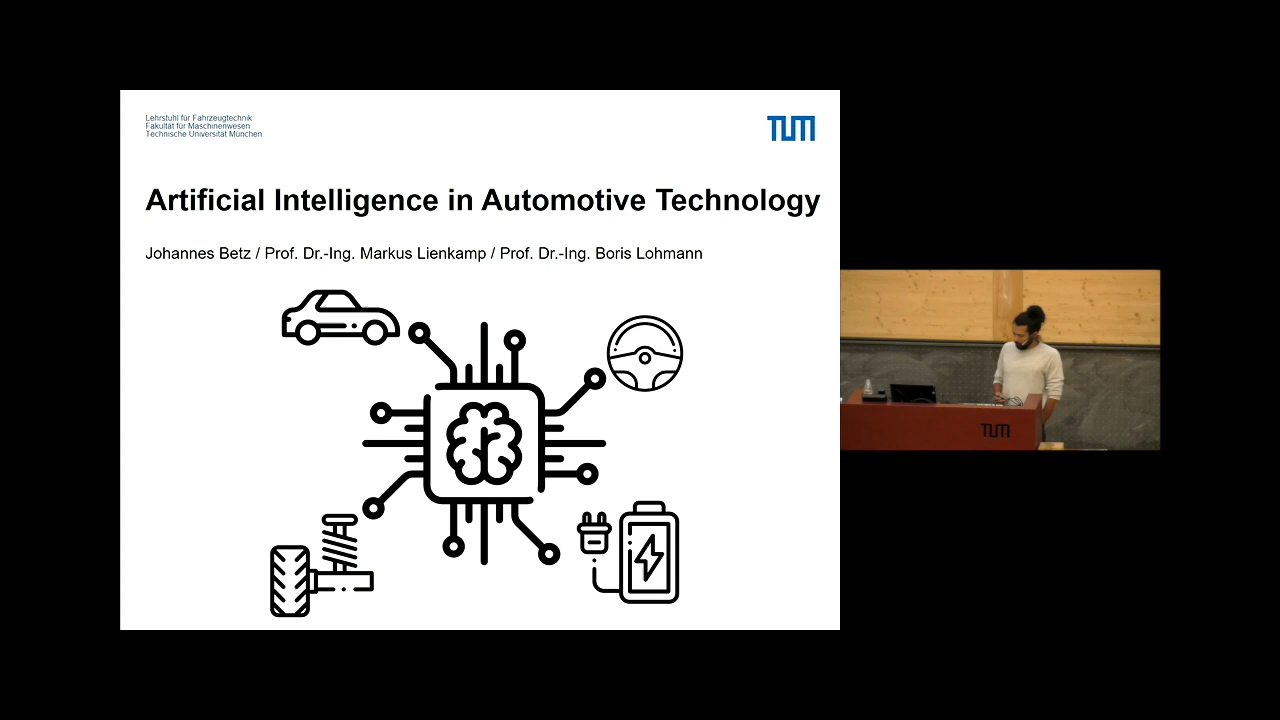 Lehrstuhl für Fahrzeugtechnik
Fakultät für Maschinenwesen
Technische Universität München
TUM
Artificial Intelligence in Automotive Technology
Johannes Betz / Prof. Dr.-Ing. Markus Lienkamp / Prof. Dr.-Ing. Boris Lohmann
TUM